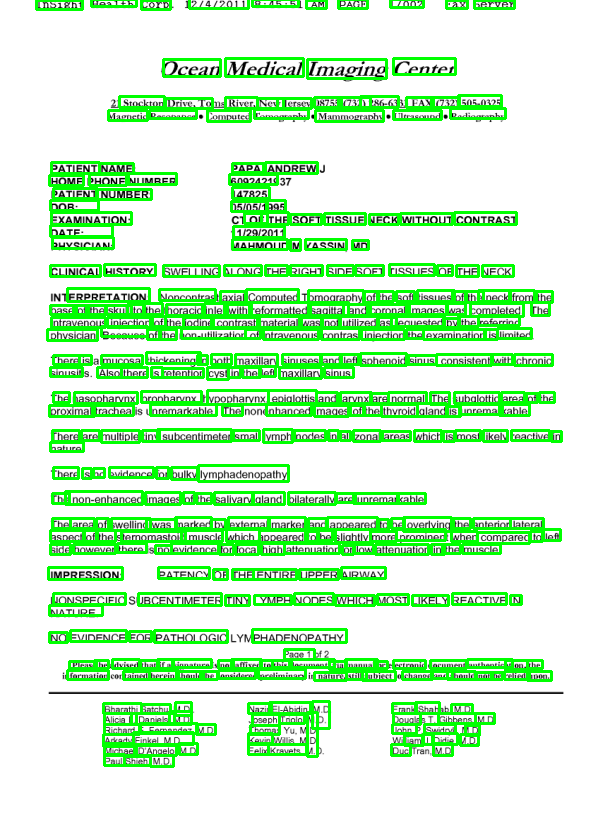 InSight Health Corp. 12/4/2011 8:45:51 AM PAGE 1/002 Fax Server
Ocean Medical Imaging Center
21 Stockton Drive, Toms River, New Jersey 08755 (732) 286-6333 FAX (732) 505-0325
Magnetic Resonance • Computed Tomography • Mammography • Ultrasound • Radiography
PATIENT NAME PAPA, ANDREW J
HOME PHONE NUMBER 6092421937
PATIENT NUMBER 147825
DOB: 05/05/1995
EXAMINATION: CT OF THE SOFT TISSUE NECK WITHOUT CONTRAST
DATE: 11/29/2011
PHYSICIAN: MAHMOUD M YASSIN, MD
CLINICAL HISTORY: SWELLING ALONG THE RIGHT SIDE SOFT TISSUES OF THE NECK
INTERPRETATION: Noncontrast axial Computed Tomography of the soft tissues of the neck from the
base of the skull to the thoracic inlet with reformatted sagittal and coronal images was completed. The
intravenous injection of the iodine contrast material was not utilized as requested by the referring
physician. Because of the non-utilization of intravenous contrast injection the examination is limited.
There is a mucosal thickening in both maxillary sinuses and left sphenoid sinus, consistent with chronic
sinusitis. Also there is retention cyst in the left maxillary sinus.
The nasopharynx, oropharynx, hypopharynx, epiglottis and larynx are normal. The subglottic area of the
proximal trachea is unremarkable. The nonenhanced images of the thyroid gland is unremarkable.
There are multiple tiny subcentimeter small lymph nodes in all zonal areas which is most likely reactive in
nature.
There is no evidence for bulky lymphadenopathy.
The non-enhanced images of the salivary gland bilaterally are unremarkable.
The area of swelling was marked by external marker and appeared to be overlying the anterior lateral
aspect of the sternomastoid muscle which appeared to be slightly more prominent when compared to left
side however there is no evidence for focal high attenuation or low attenuation in the muscle.
IMPRESSION: PATENCY OF THE ENTIRE UPPER AIRWAY.
NONSPECIFIC SUBCENTIMETER TINY LYMPH NODES WHICH MOST LIKELY REACTIVE IN
NATURE.
NO EVIDENCE FOR PATHOLOGIC LYMPHADENOPATHY.
Page 1 of 2
Please be advised that if a signature is not affixed to this document via manual or electronic document authentication, the
information contained herein should be considered preliminary in nature, still subject to change and should not be relied upon.
Bharathi Batchu, M.D. Nazir El-Abidin, M.D. Frank Shahab, M.D.
Alicia L. Daniels, M.D. Joseph Inola, M.D. Douglas T. Gibbens, M.D.
Richard S. Fernandez, M.D. Thomas Yu, M.D. John P. Swidryk, M.D.
Arkady Finkel, M.D. Kevin Willis, M.D. William J. Didie, M.D.
Michael D'Angelo, M.D. Felix Kravets, M.D. Duc Tran, M.D.
Paul Shieh, M.D.